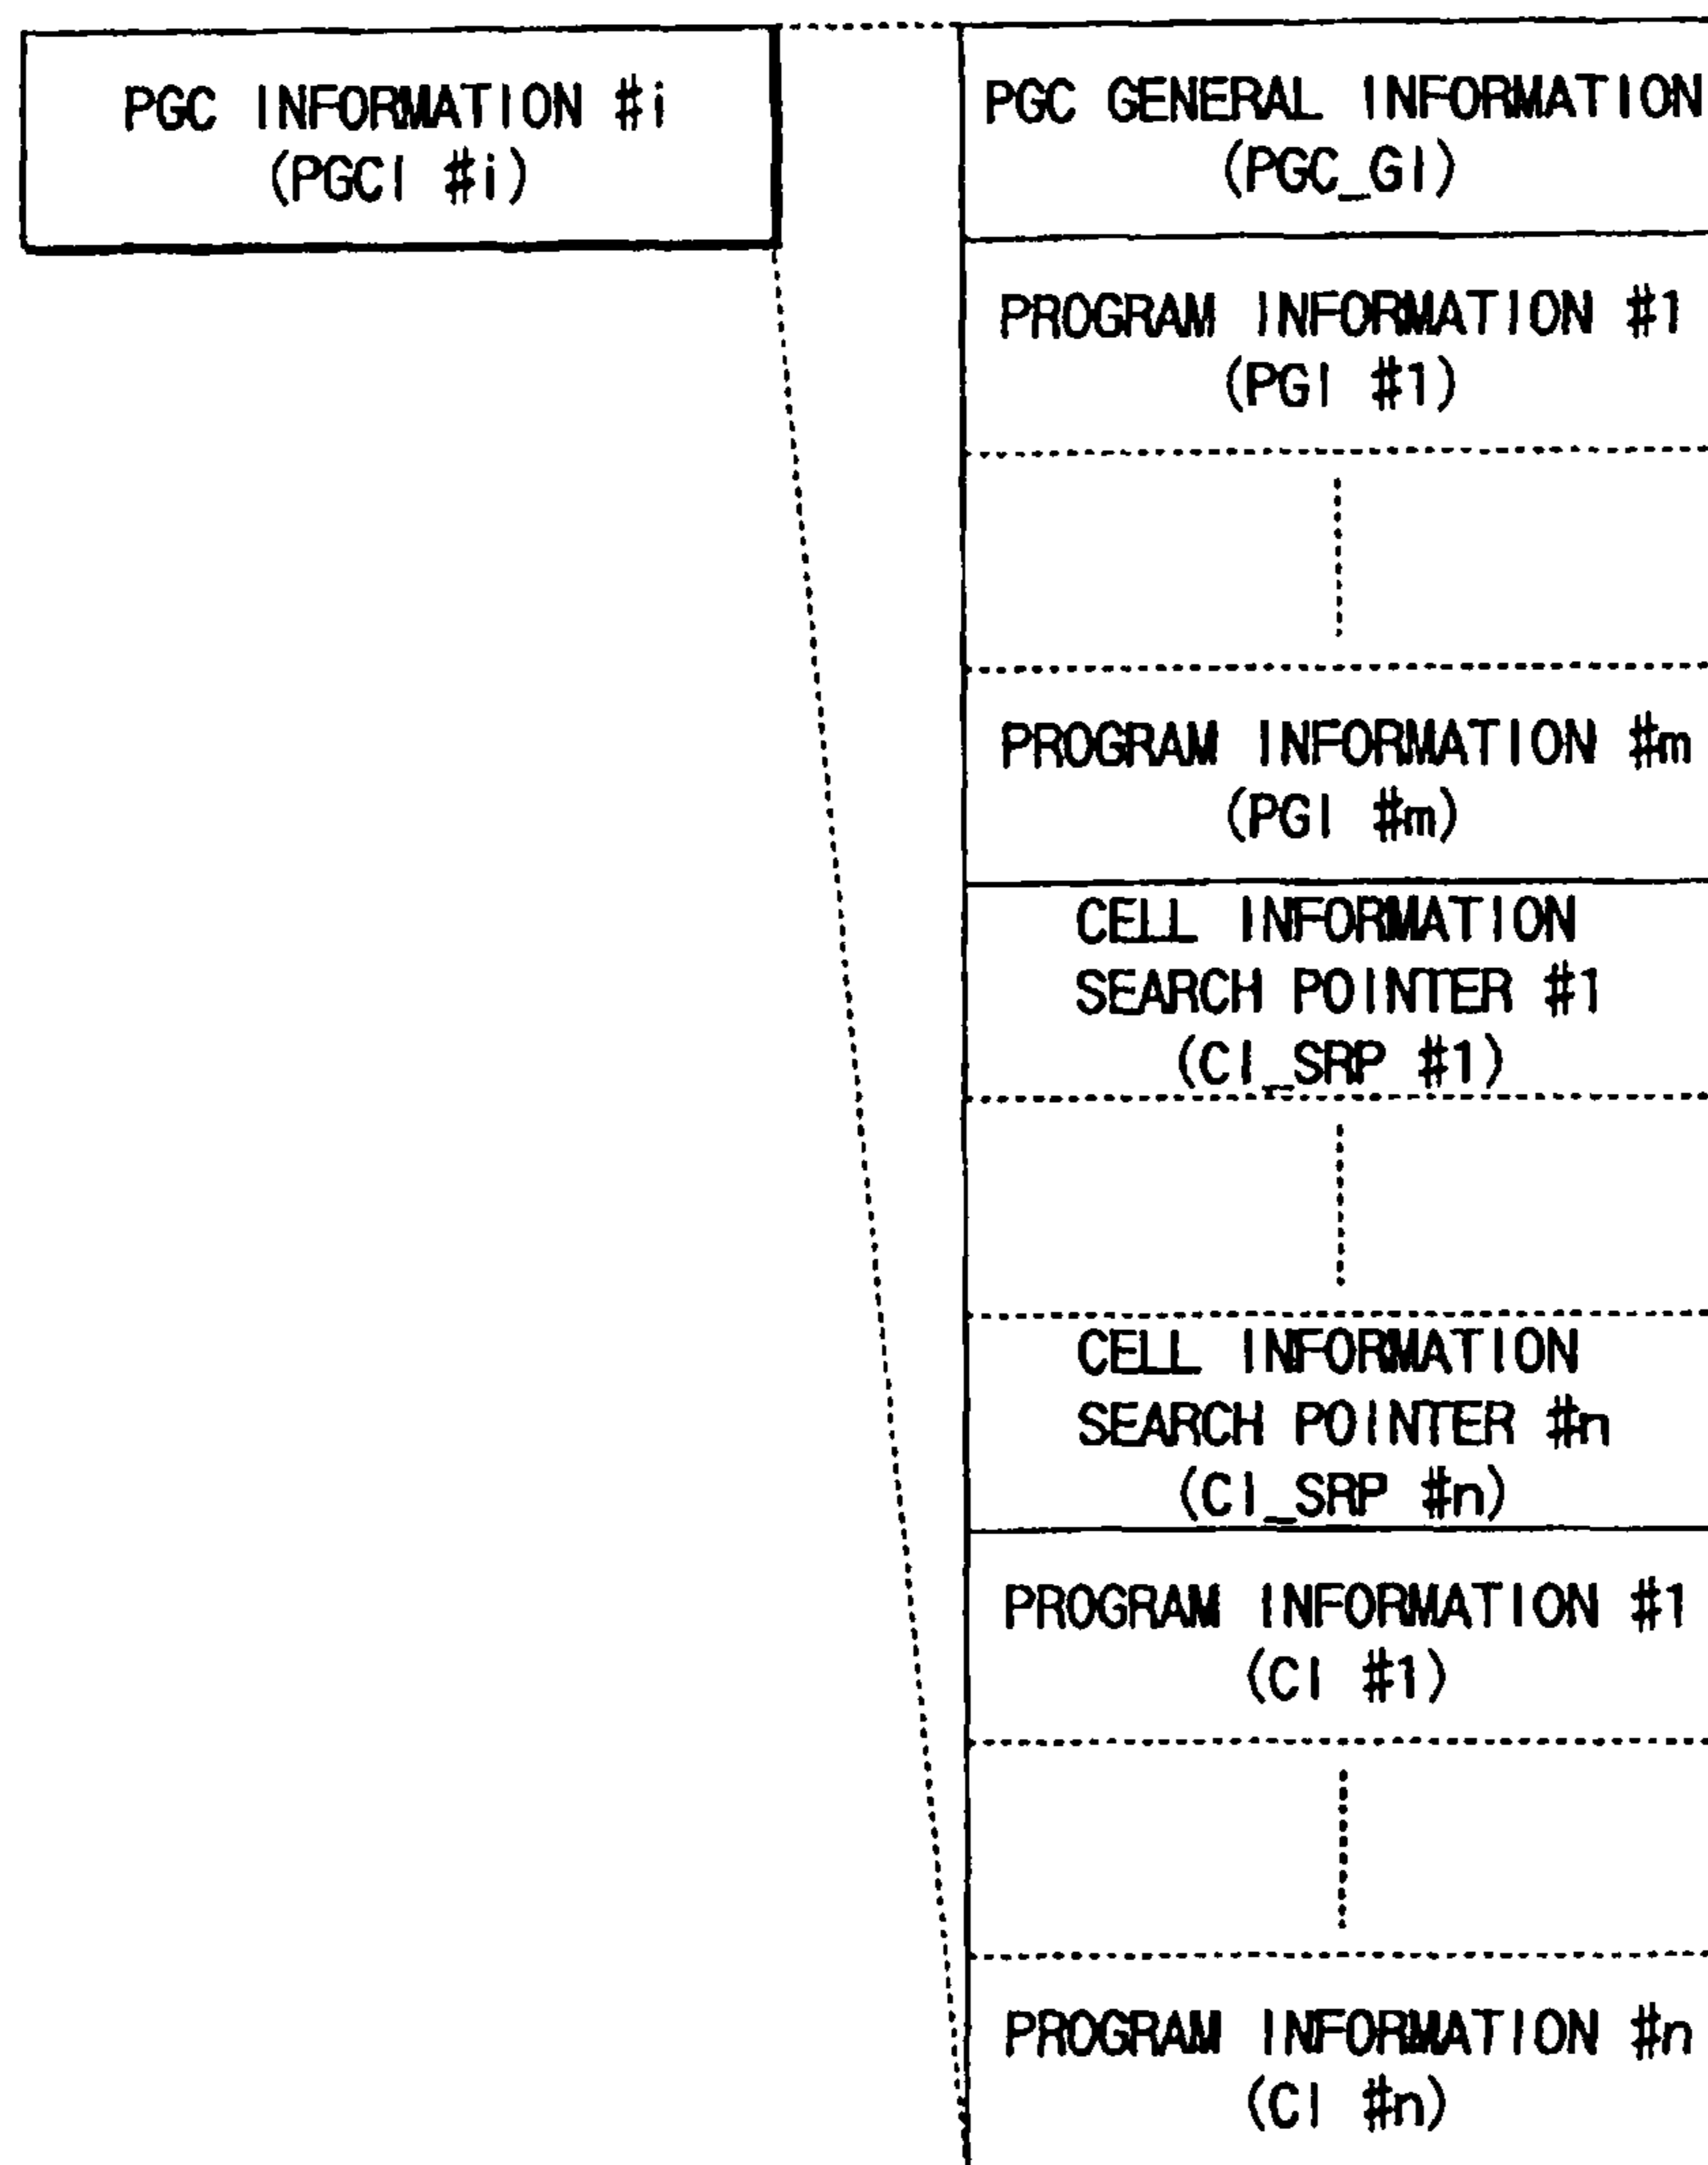 PGC INFORMATION #i
(PGCI #i)
PGC GENERAL INFORMATION
(PGC_GI)
PROGRAM INFORMATION #1
(PGI #1)
PROGRAM INFORMATION #m
(PGI #m)
CELL INFORMATION
SEARCH POINTER #1
(CI_SRP #1)
CELL INFORMATION
SEARCH POINTER #n
(CI_SRP #n)
PROGRAM INFORMATION #1
(CI #1)
PROGRAM INFORMATION #n
(CI #n)